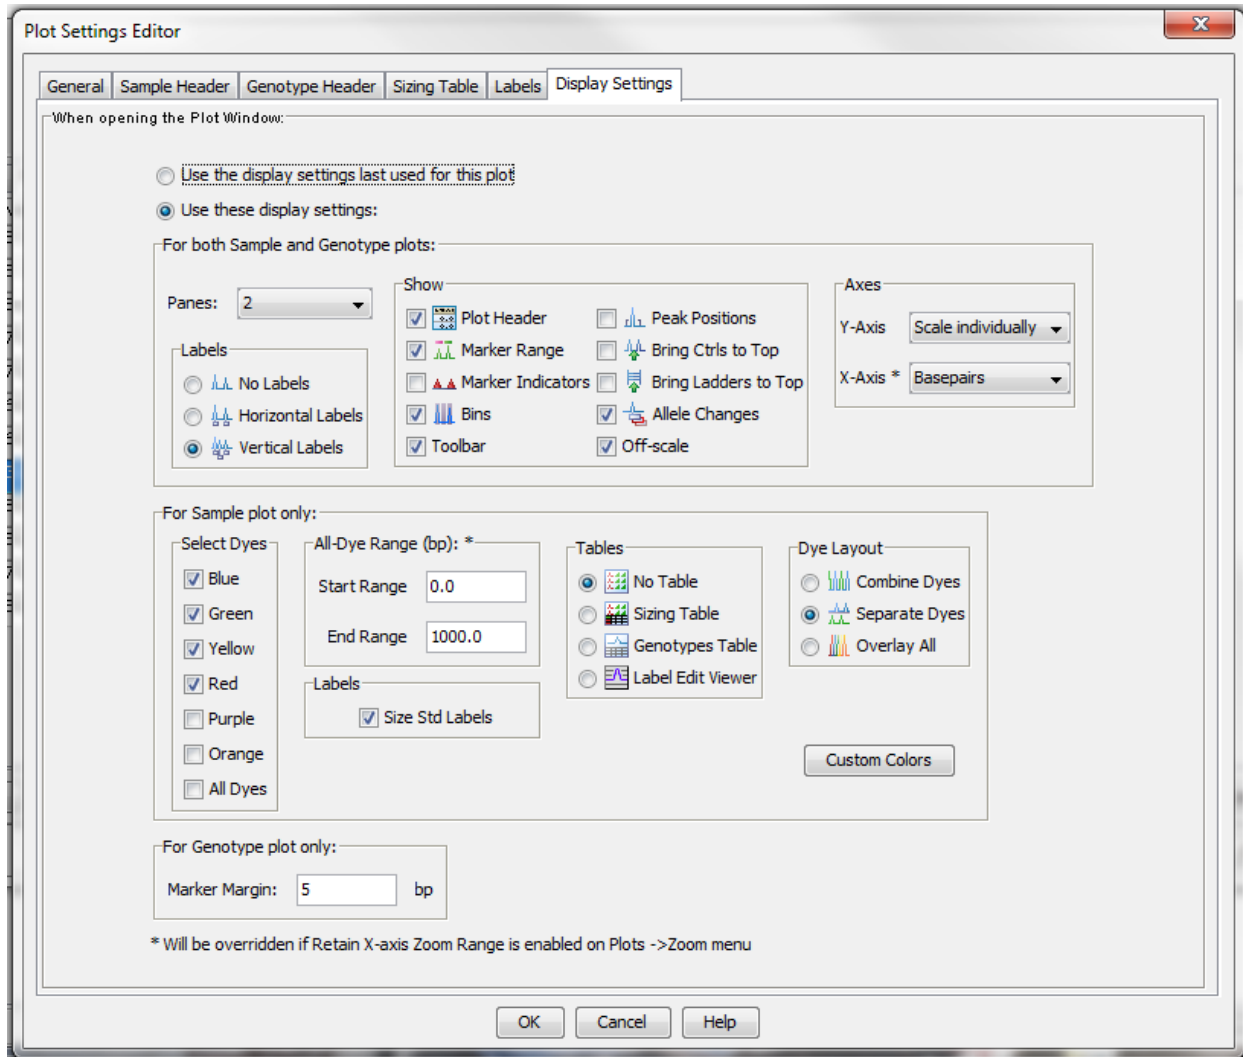 Plot Settings Editor
General Sample Header Genotype Header Sizing Table Labels Display Settings
When opening the Plot Window:
Use the display settings last used for this plot
Use these display settings:
For both Sample and Genotype plots:
Panes: 2
Labels
No Labels
Horizontal Labels
Vertical Labels
Show
Plot Header
Marker Range
Marker Indicators
Bins
Toolbar
Peak Positions
Bring Ctrls to Top
Bring Ladders to Top
Allele Changes
Off-scale
Axes
Y-Axis Scale individually
X-Axis * Basepairs
For Sample plot only:
Select Dyes
Blue
Green
Yellow
Red
Purple
Orange
All Dyes
All-Dye Range (bp): *
Start Range 0.0
End Range 1000.0
Labels
Size Std Labels
Tables
No Table
Sizing Table
Genotypes Table
Label Edit Viewer
Dye Layout
Combine Dyes
Separate Dyes
Overlay All
Custom Colors
For Genotype plot only:
Marker Margin: 5 bp
* Will be overridden if Retain X-axis Zoom Range is enabled on Plots ->Zoom menu
OK Cancel Help